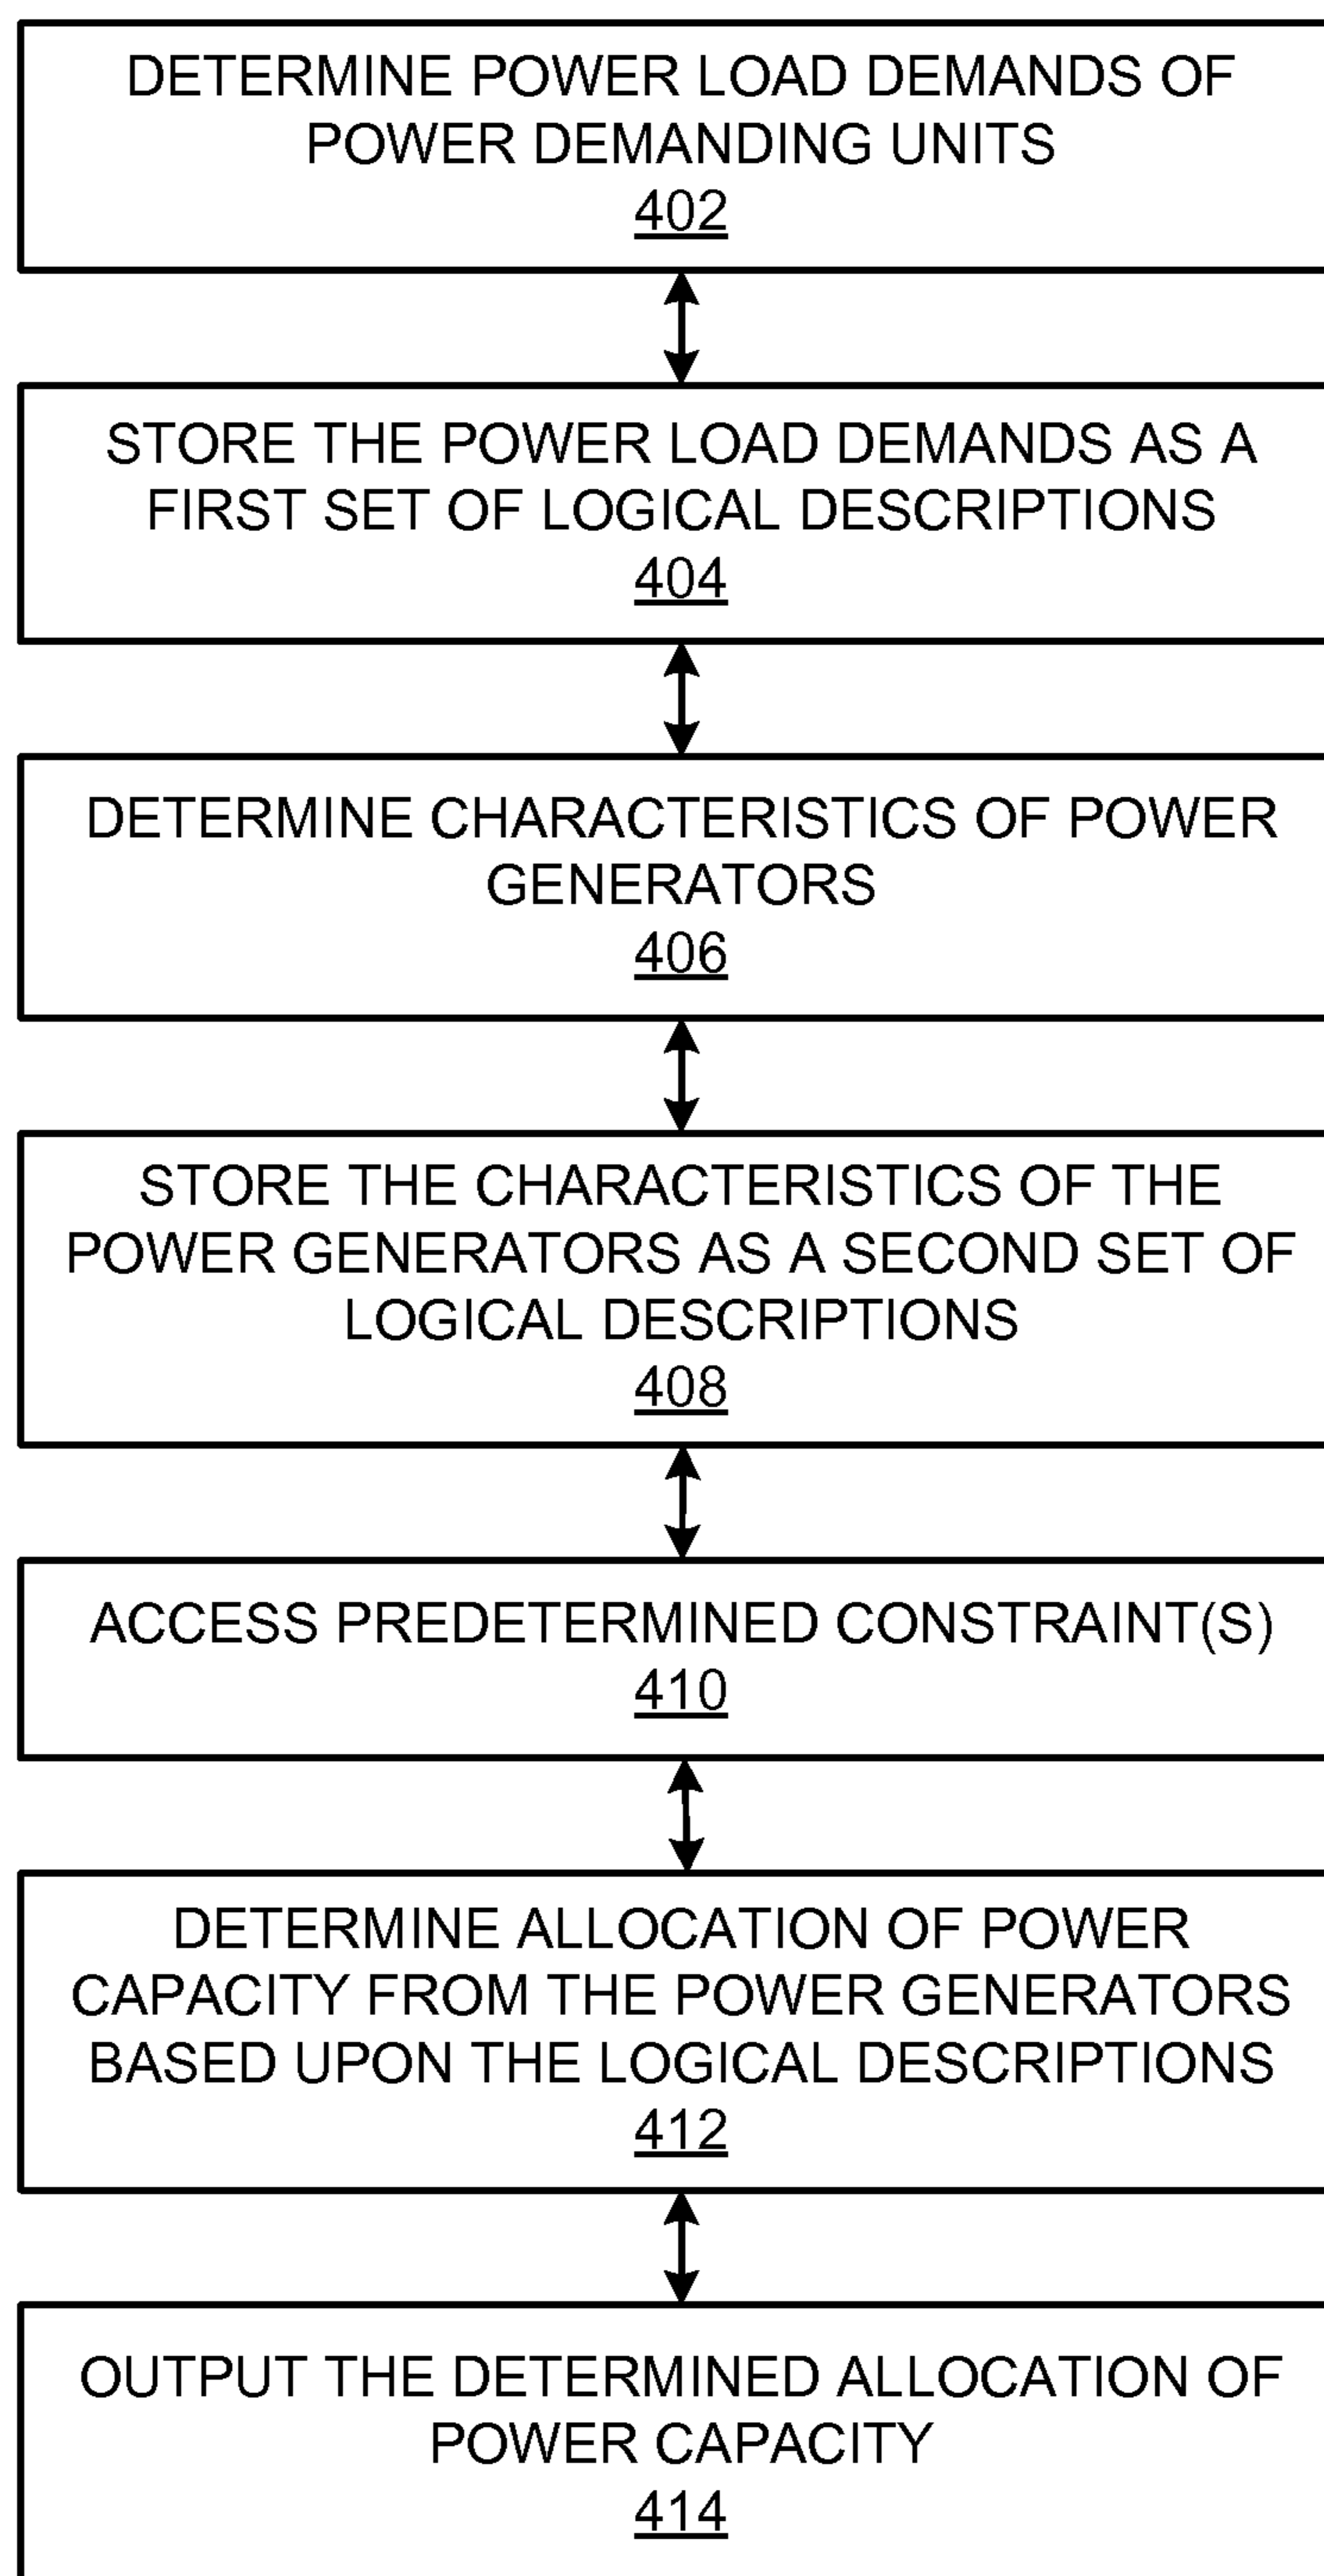 DETERMINE POWER LOAD DEMANDS OF
POWER DEMANDING UNITS
402
STORE THE POWER LOAD DEMANDS AS A
FIRST SET OF LOGICAL DESCRIPTIONS
404
DETERMINE CHARACTERISTICS OF POWER
GENERATORS
406
STORE THE CHARACTERISTICS OF THE
POWER GENERATORS AS A SECOND SET OF
LOGICAL DESCRIPTIONS
408
ACCESS PREDETERMINED CONSTRAINT(S)
410
DETERMINE ALLOCATION OF POWER
CAPACITY FROM THE POWER GENERATORS
BASED UPON THE LOGICAL DESCRIPTIONS
412
OUTPUT THE DETERMINED ALLOCATION OF
POWER CAPACITY
414